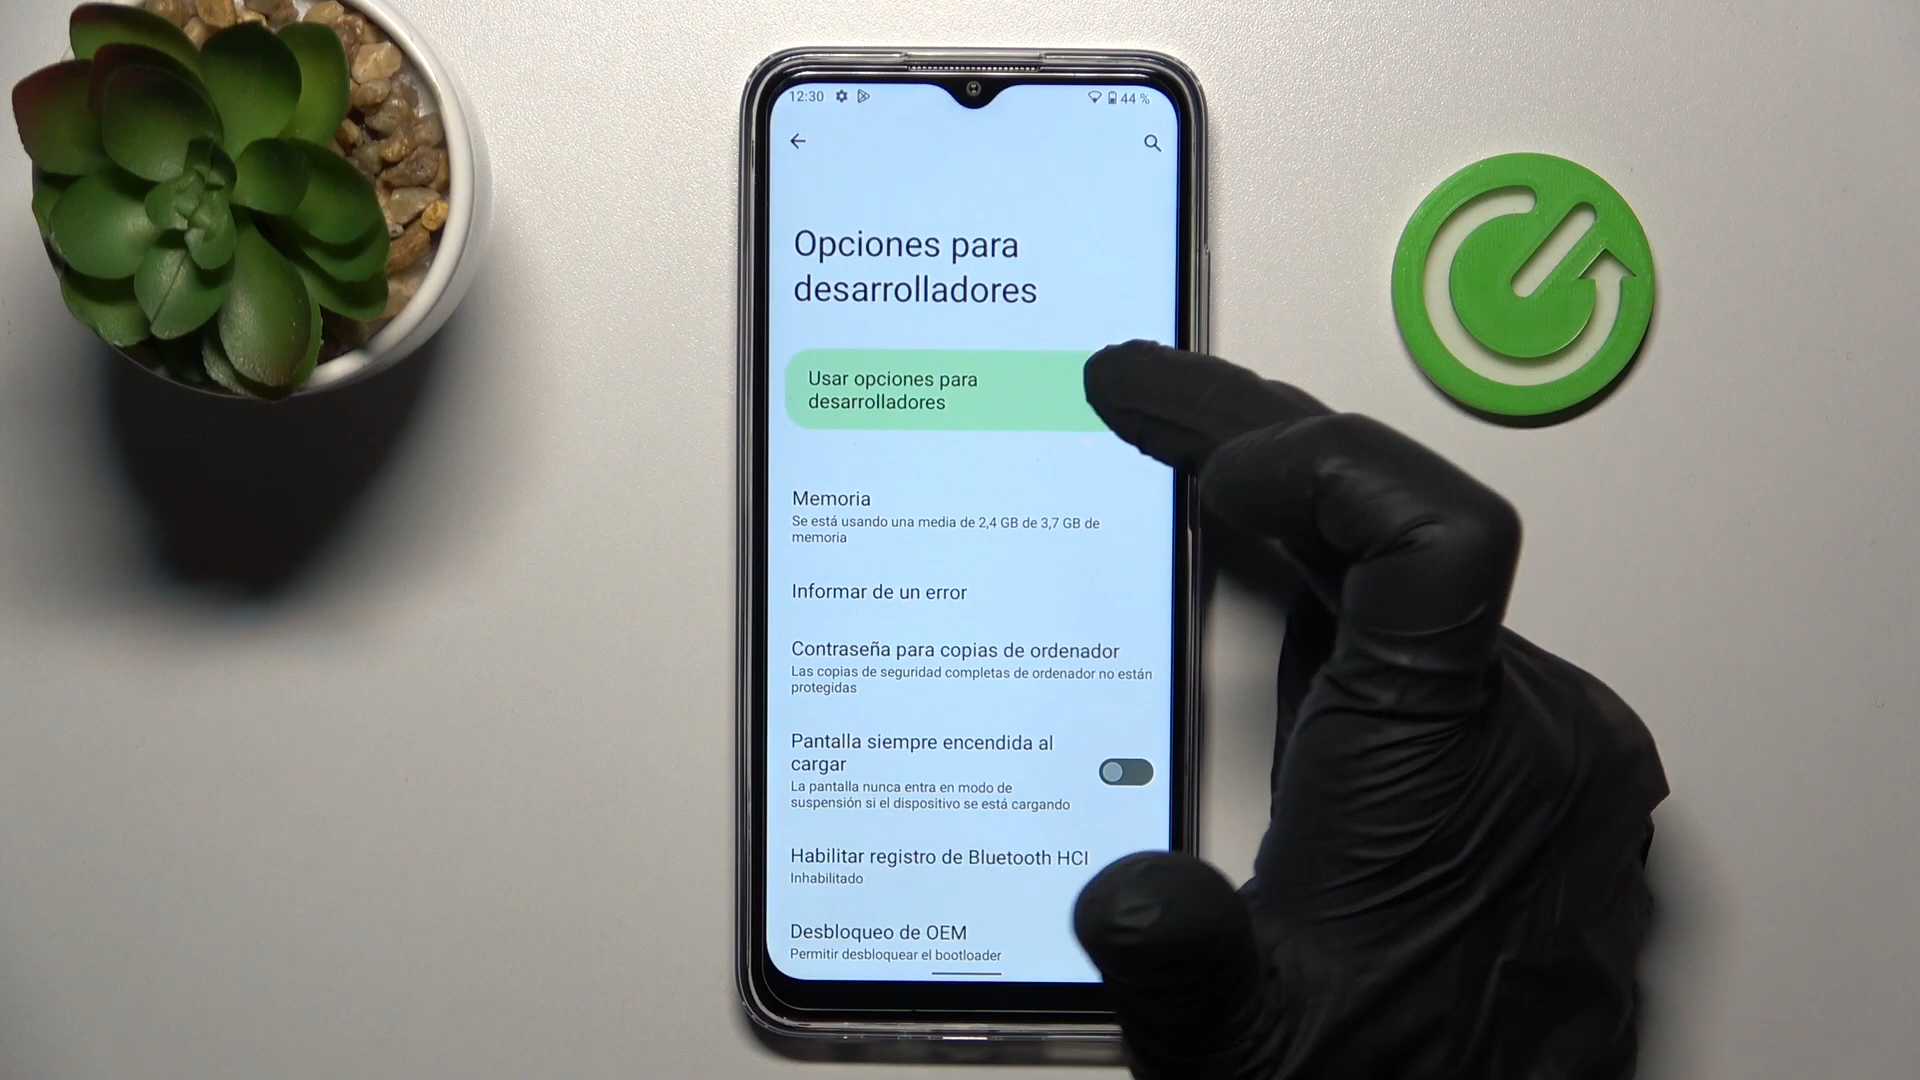 12:30 44 %
Opciones para
desarrolladores
Usar opciones para
desarrolladores
Memoria
Se está usando una media de 2,4 GB de 3,7 GB de
memoria
Informar de un error
Contraseña para copias de ordenador
Las copias de seguridad completas de ordenador no están
protegidas
Pantalla siempre encendida al
cargar
La pantalla nunca entra en modo de
suspensión si el dispositivo se está cargando
Habilitar registro de Bluetooth HCI
Inhabilitado
Desbloqueo de OEM
Permitir desbloquear el bootloader